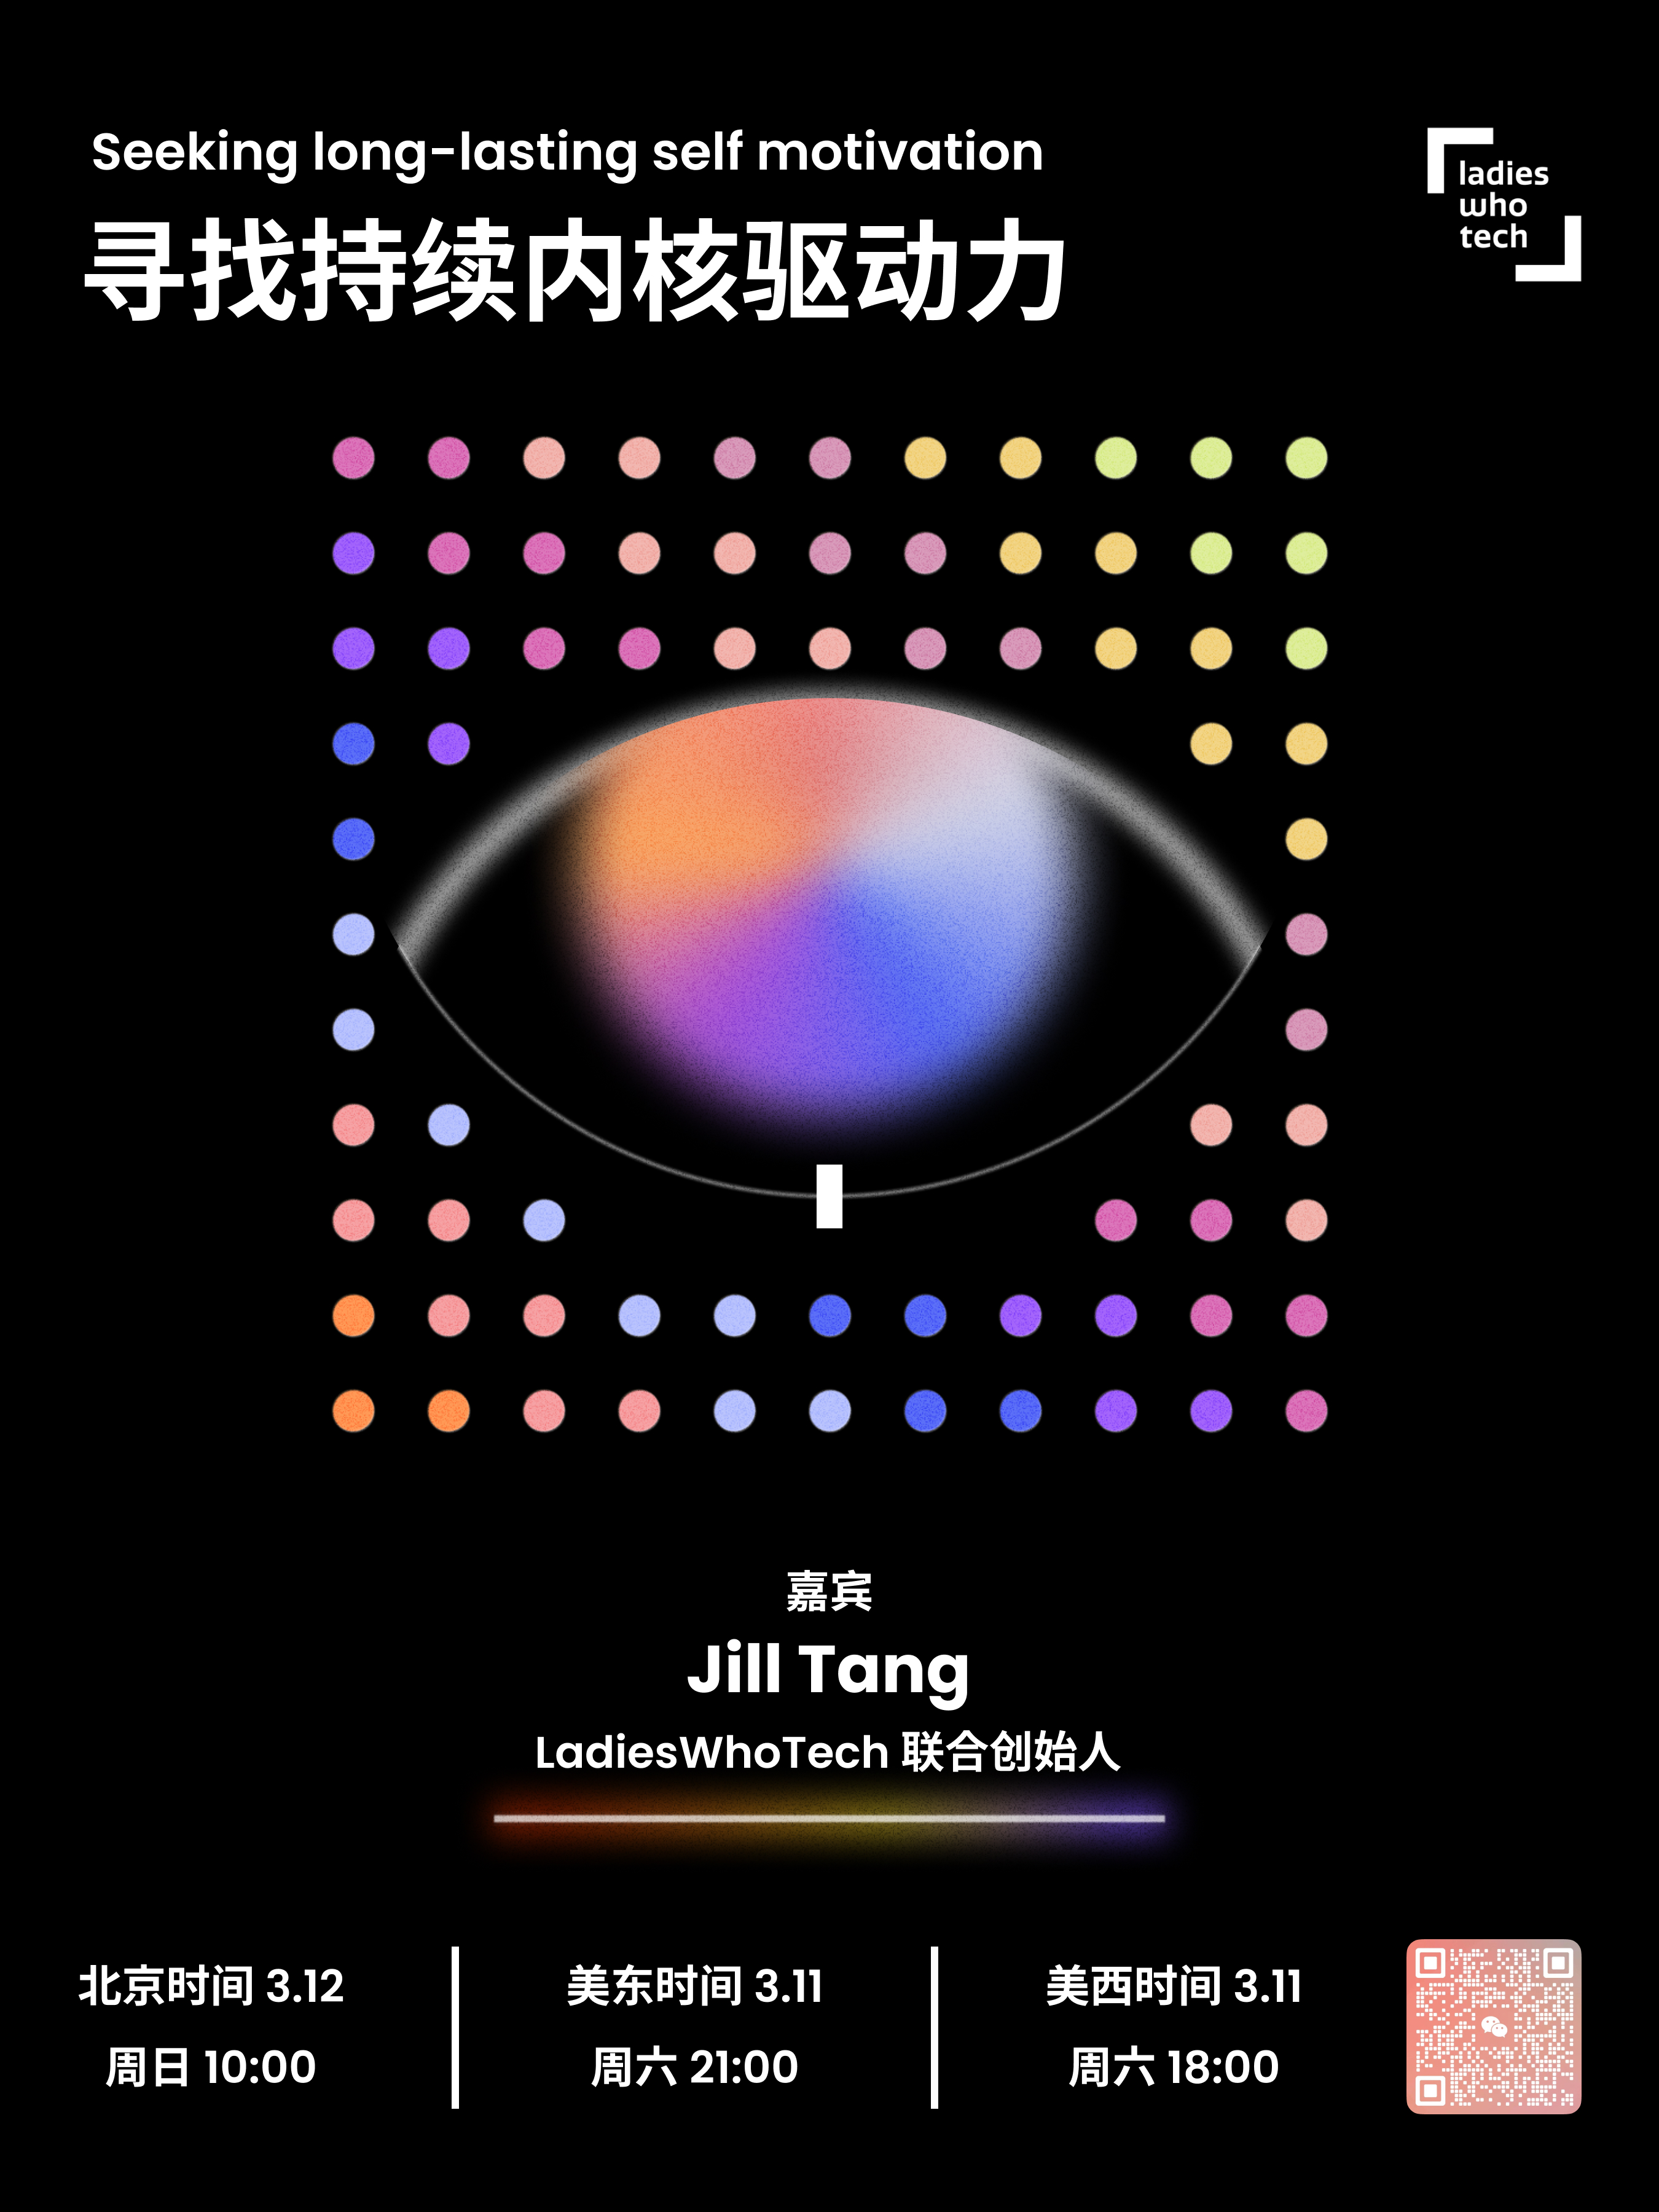 Seeking long-lasting self motivation
寻找持续内核驱动力
ladies
who
tech
嘉宾
Jill Tang
LadiesWhoTech 联合创始人
北京时间 3.12
周日 10:00
美东时间 3.11
周六 21:00
美西时间 3.11
周六 18:00